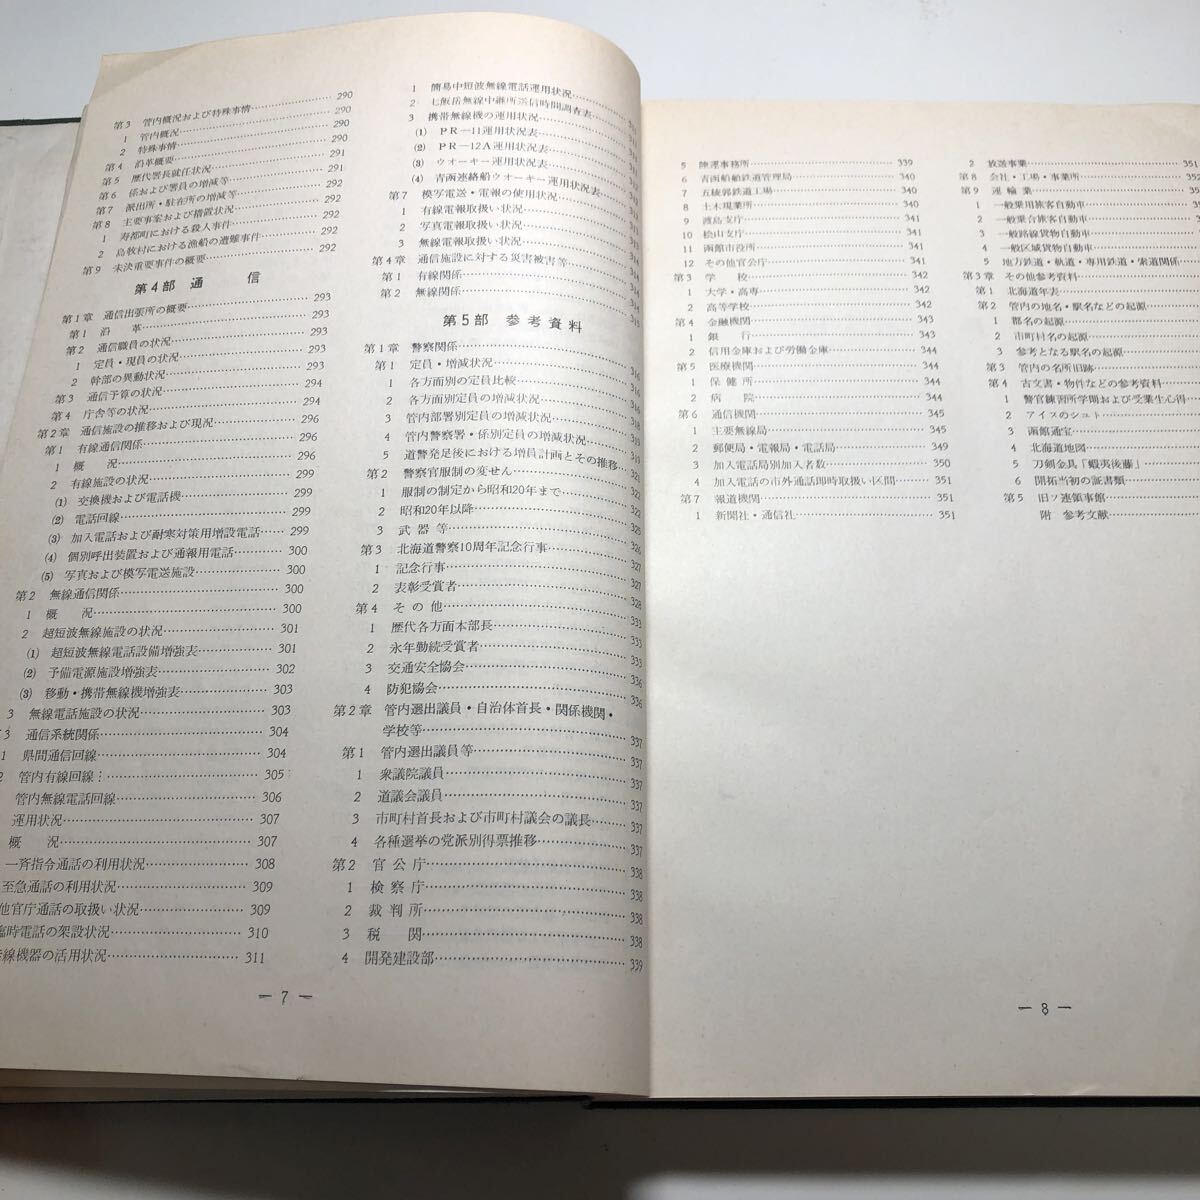 第3 管内概況および特殊事情 290
1 管内概況 290
2 特殊事情 290
第4 沿革概要 291
第5 歴代署長就任状況 291
第6 係および署員の増減等 292
第7 派出所・駐在所の増減等 292
第8 主要事案および措置状況 292
1 寿都町における殺人事件
2 島牧村における漁船の遭難事件 292
第9 未決重要事件の概要 292
第4部 通 信
第1章 通信出張所の概要 293
第1 沿 革 293
第2 通信職員の状況 293
1 定員・現員の状況 293
2 幹部の異動状況 293
第3 通信予算の状況 294
第4 庁舎等の状況 294
第2章 通信施設の推移および現況 296
第1 有線通信関係 296
1 概 況 296
2 有線施設の状況 299
(1) 交換機および電話機 299
(2) 電話回線 299
(3) 加入電話および耐寒対策用増設電話 299
(4) 個別呼出装置および通報用電話 300
(5) 写真および模写電送施設 300
第2 無線通信関係 300
1 概 況 300
2 超短波無線施設の状況 301
(1) 超短波無線電話設備増強表 301
(2) 予備電源施設増強表 302
(3) 移動・携帯無線機増強表 303
3 無線電話施設の状況 303
3 通信系統関係 304
1 県間通信回線 304
2 管内有線回線 305
管内無線電話回線 306
運用状況 307
概 況 307
一斉指令通話の利用状況 308
至急通話の利用状況 309
他官庁通話の取扱い状況 309
臨時電話の架設状況 310
無線機器の活用状況 311
― 7 ―
1 簡易中短波無線電話運用状況
2 七飯岳無線中継所送信時間調査表
3 携帯無線機の運用状況
(1) PR―11運用状況表
(2) PR―12A運用状況表
(3) ウオーキー運用状況表
(4) 青函連絡船ウオーキー運用状況表
第7 模写電送・電報の使用状況
1 有線電報取扱い状況
2 写真電報取扱い状況
3 無線電報取扱い状況
第4章 通信施設に対する災害被害等
第1 有線関係 314
第2 無線関係 315
第5部 参考資料
第1章 警察関係
第1 定員・増減状況 316
1 各方面別の定員比較 316
2 各方面別定員の増減状況 318
3 管内部署別定員の増減状況 319
4 管内警察署・係別定員の増減状況 319
5 道警発足後における増員計画とその推移 321
第2 警察官服制の変せん 321
1 服制の制定から昭和20年まで 322
2 昭和20年以降 325
3 武 器 等 326
第3 北海道警察10周年記念行事 327
1 記念行事 327
2 表彰受賞者 328
第4 そ の 他 333
1 歴代各方面本部長 333
2 永年勤続受賞者 333
3 交通安全協会 336
4 防犯協会 336
第2章 管内選出議員・自治体首長・関係機関・
学校等 337
第1 管内選出議員等 337
1 衆議院議員 337
2 道議会議員 337
3 市町村首長および市町村議会の議長 337
4 各種選挙の党派別得票推移 337
第2 官 公 庁 338
1 検 察 庁 338
2 裁 判 所 338
3 税 関 338
4 開発建設部 339
5 陸運事務所 339
6 青函船舶鉄道管理局 340
7 五稜郭鉄道工場 340
8 土木現業所 340
9 渡島支庁 341
10 桧山支庁 341
11 函館市役所 341
12 その他官公庁 341
第3 学 校 342
1 大学・高専 342
2 高等学校 342
第4 金融機関 343
1 銀 行 343
2 信用金庫および労働金庫 344
第5 医療機関 344
1 保 健 所 344
2 病 院 344
第6 通信機関 345
1 主要無線局 345
2 郵便局・電報局・電話局 349
3 加入電話局別加入者数 350
4 加入電話の市外通話即時取扱い区間 351
第7 報道機関 351
1 新聞社・通信社 351
2 放送事業 351
第8 会社・工場・事業所 352
第9 運 輸 業
1 一般乗用旅客自動車
2 一般乗合旅客自動車
3 一般路線貨物自動車
4 一般区域貨物自動車
5 地方鉄道・軌道・専用鉄道・索道関係
第3章 その他参考資料
第1 北海道年表
第2 管内の地名・駅名などの起源
1 郡名の起源
2 市町村名の起源
3 参考となる駅名の起源
第3 管内の名所旧跡
第4 古文書・物件などの参考資料
1 警官練習所学期および受業生心得
2 アイヌのシュト
3 函館通宝
4 北海道地図
5 刀剣金具「蝦夷後藤」
6 開拓当初の証書類
第5 旧ソ連領事館
附 参考文献
― 8 ―